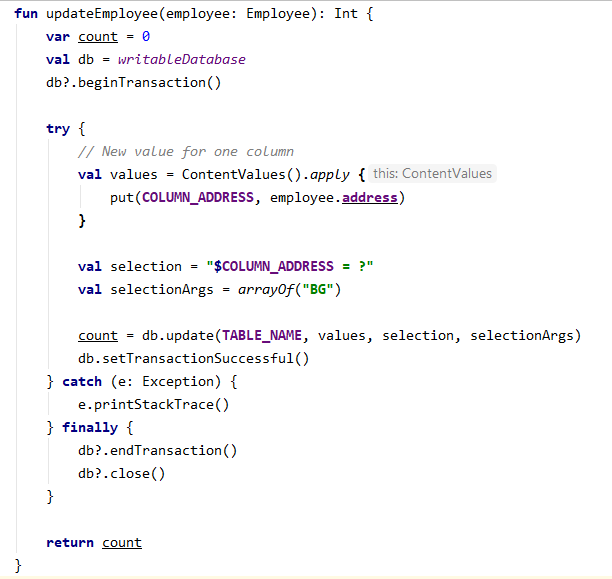 fun updateEmployee(employee: Employee): Int {
    var count = 0
    val db = writableDatabase
    db?.beginTransaction()

    try {
        // New value for one column
        val values = ContentValues().apply { this: ContentValues
            put(COLUMN_ADDRESS, employee.address)
        }

        val selection = "$COLUMN_ADDRESS = ?"
        val selectionArgs = arrayOf("BG")

        count = db.update(TABLE_NAME, values, selection, selectionArgs)
        db.setTransactionSuccessful()
    } catch (e: Exception) {
        e.printStackTrace()
    } finally {
        db?.endTransaction()
        db?.close()
    }

    return count
}